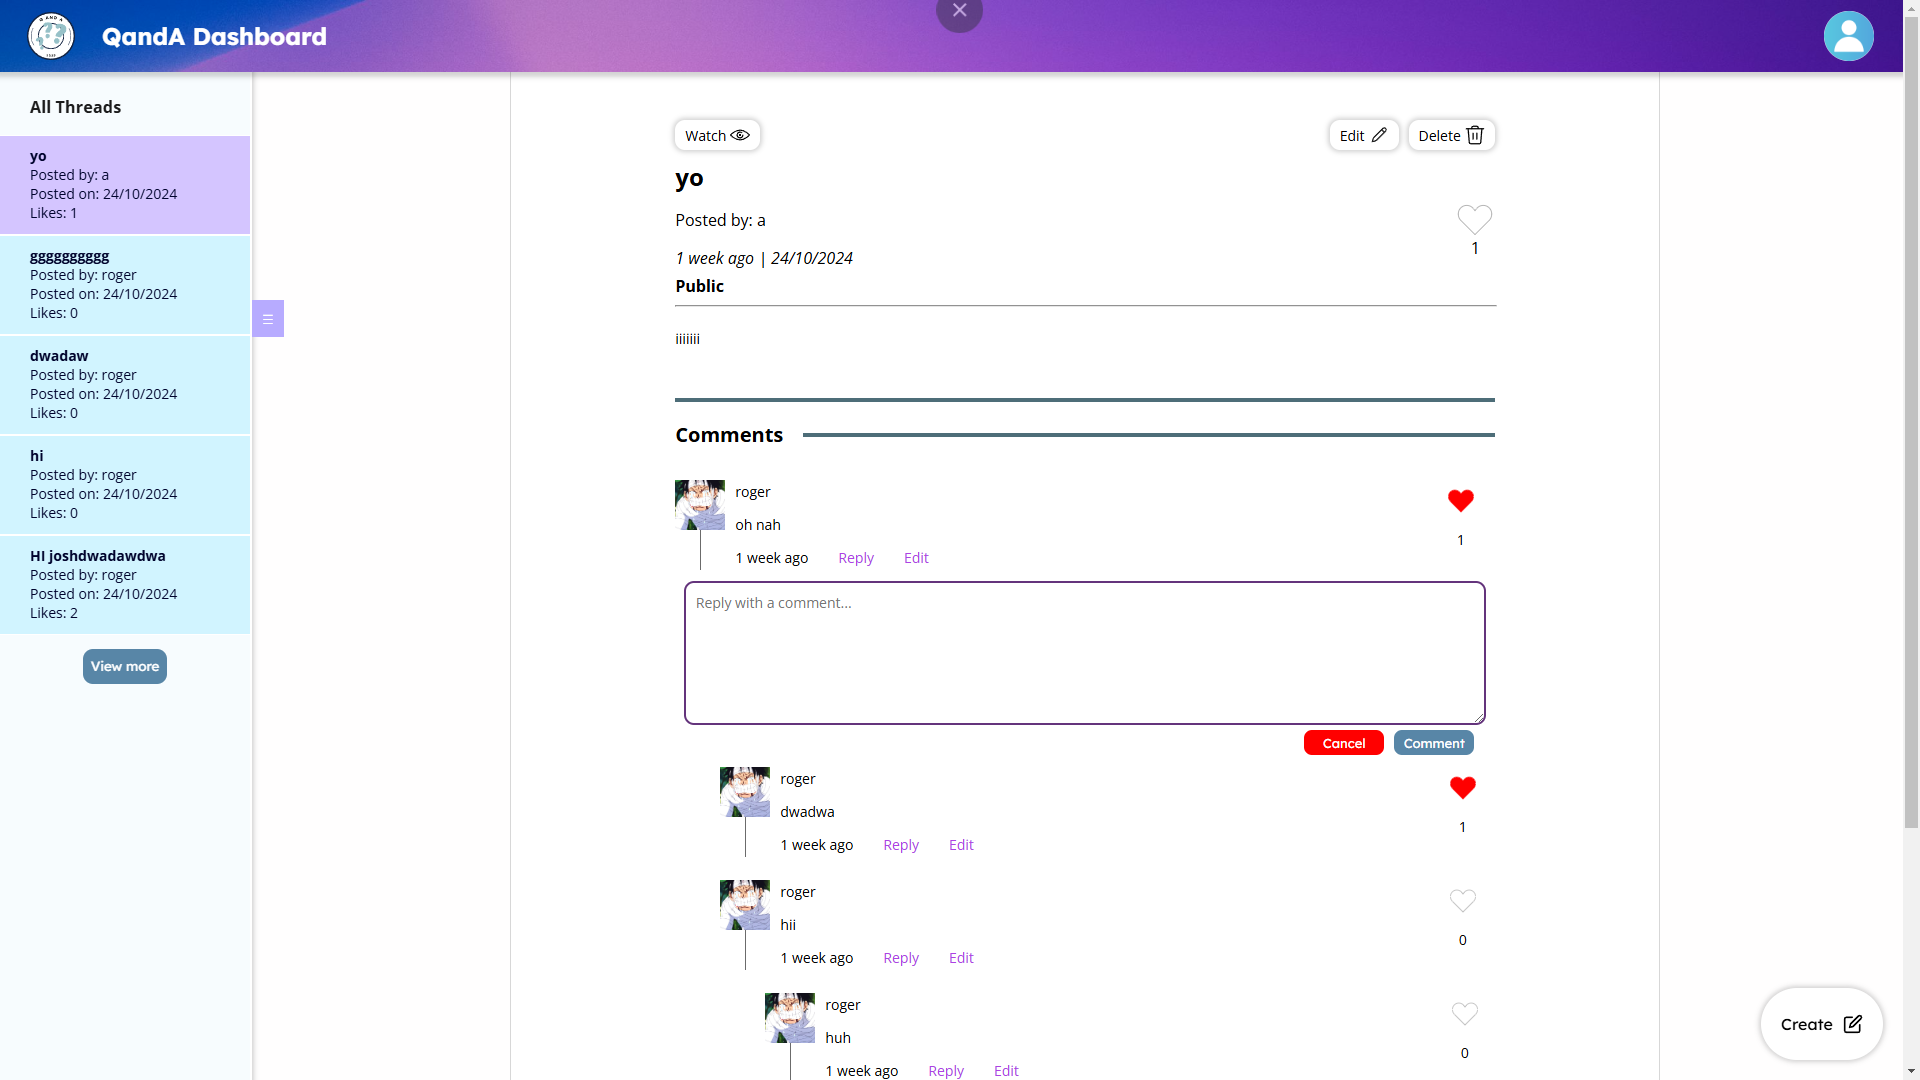 Q AND A
QandA Dashboard
All Threads
yo
Posted by: a
Posted on: 24/10/2024
Likes: 1
gggggggggg
Posted by: roger
Posted on: 24/10/2024
Likes: 0
dwadaw
Posted by: roger
Posted on: 24/10/2024
Likes: 0
hi
Posted by: roger
Posted on: 24/10/2024
Likes: 0
HI joshdwadawdwa
Posted by: roger
Posted on: 24/10/2024
Likes: 2
View more
Watch
Edit
Delete
yo
Posted by: a
1
1 week ago | 24/10/2024
Public
iiiiiii
Comments
roger
oh nah
1
1 week ago Reply Edit
Reply with a comment...
Cancel
Comment
roger
dwadwa
1
1 week ago Reply Edit
roger
hii
0
1 week ago Reply Edit
roger
huh
0
1 week ago Reply Edit
Create